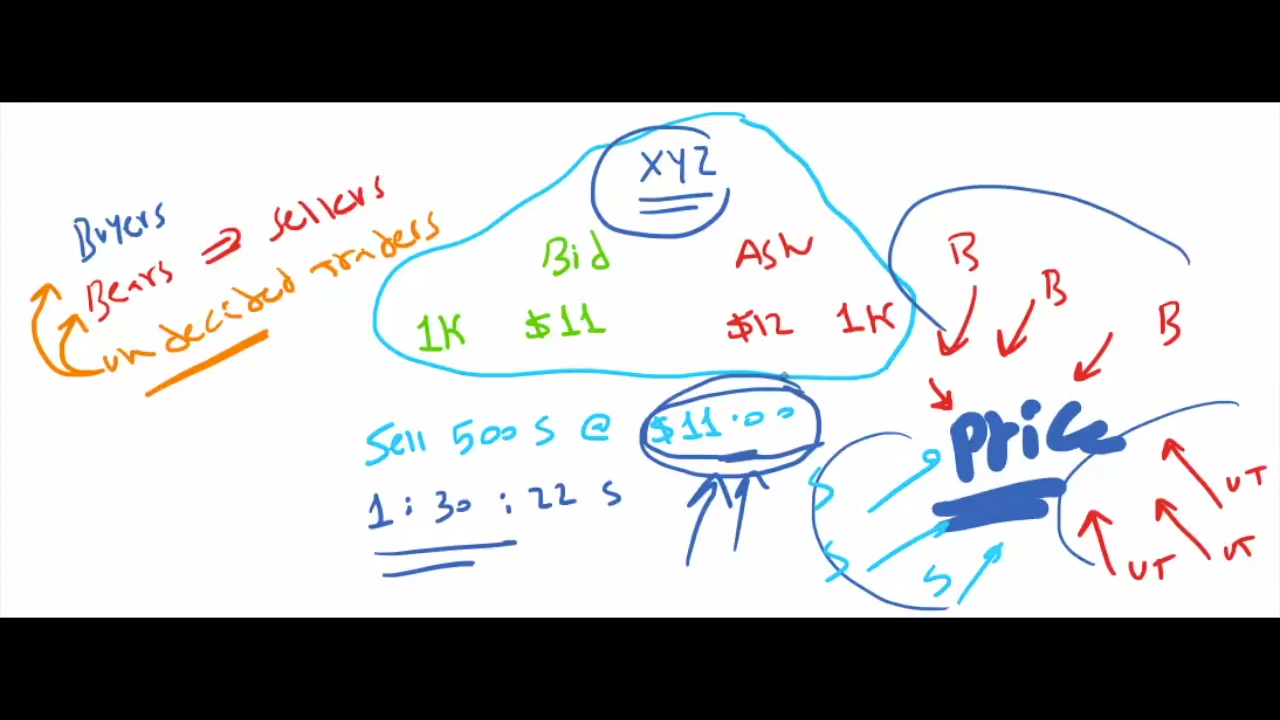 XYZ
Buyers
Bears ⇒ sellers
undecided Traders
Bid Ask
1K $11 $12 1K
Sell 500 S @ $11.00
1 : 30 : 22 s
B
B
B
Price
S
S
S
UT
UT
UT